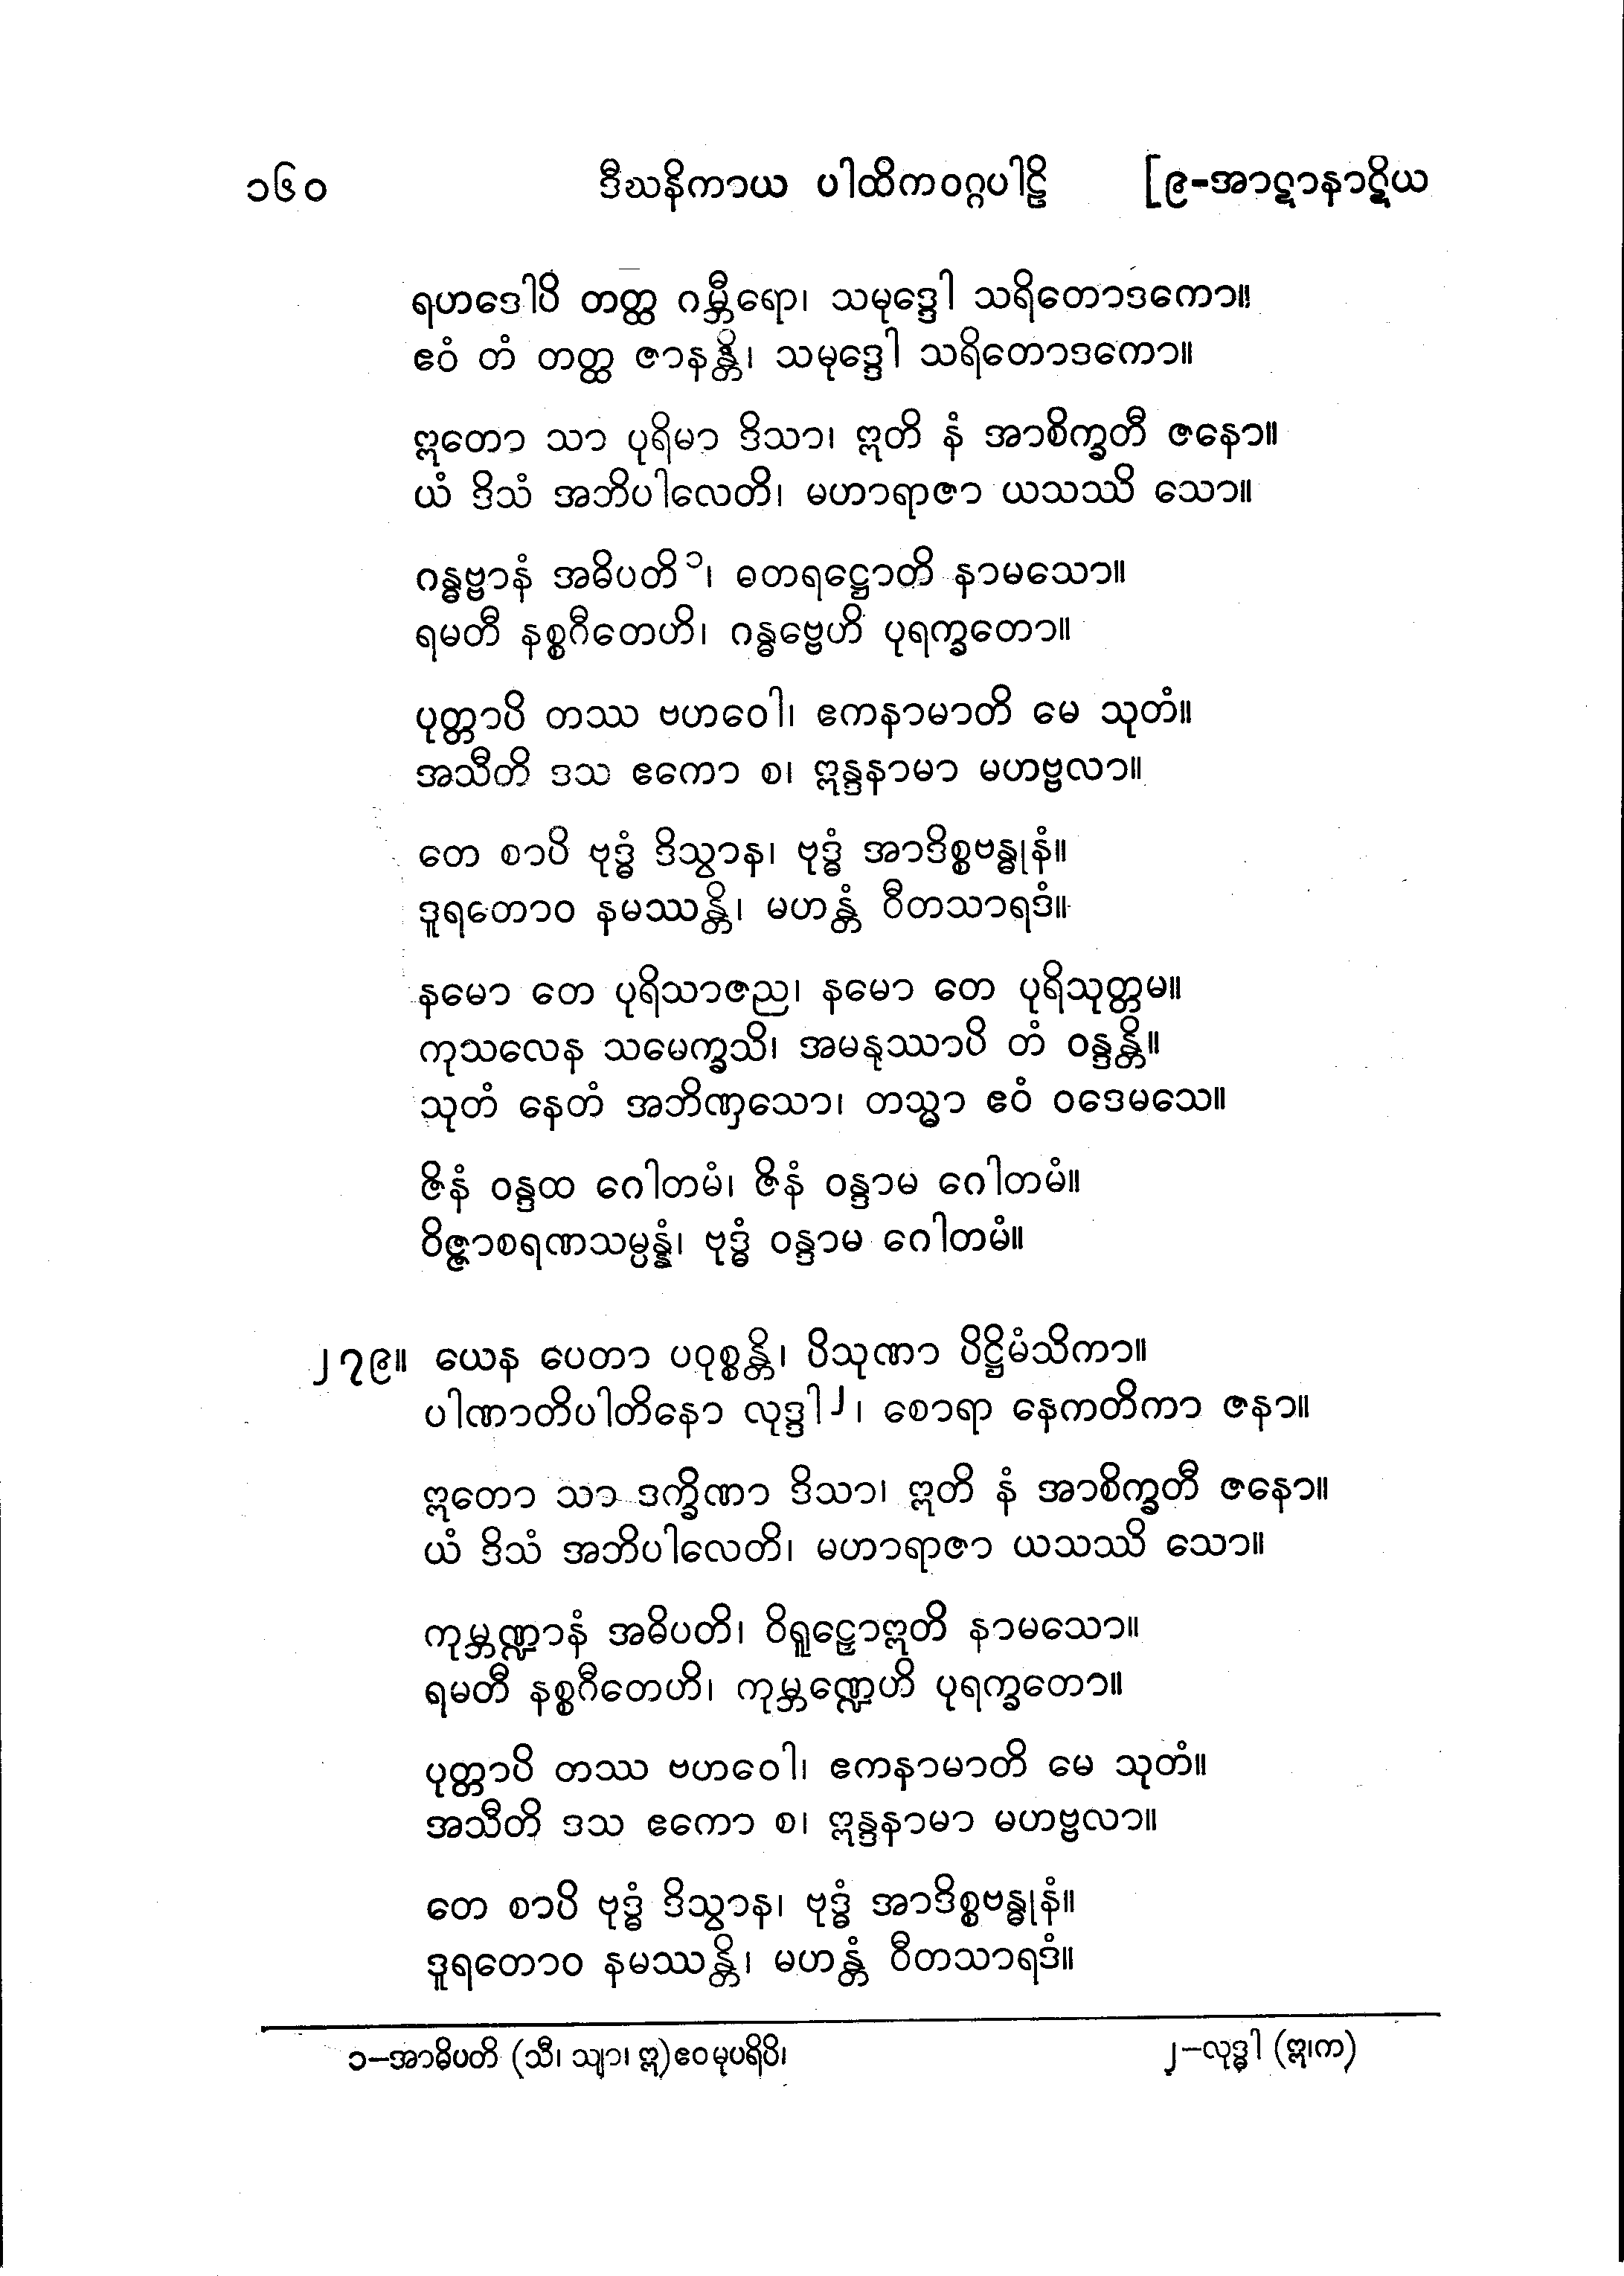 ၁၆၀ ဒီဃနိကာယ ပါထိကဝဂ္ဂပါဠိ [၉-အာဋာနာဋိယ
ရဟဒေါပိ တတ္ထ ဂမ္ဘီရော၊ သမုဒ္ဒေါ သရိတောဒကော။
ဧဝံ တံ တတ္ထ ဇာနန္တိ၊ သမုဒ္ဒေါ သရိတောဒကော။
ဣတော သာ ပုရိမာ ဒိသာ၊ ဣတိ နံ အာစိက္ခတီ ဇနော။
ယံ ဒိသံ အဘိပါလေတိ၊ မဟာရာဇာ ယသဿိ သော။
ဂန္ဓဗ္ဗာနံ အဓိပတိ ၁၊ ဓတရဋ္ဌောတိ နာမသော။
ရမတီ နစ္စဂီတေဟိ၊ ဂန္ဓဗ္ဗေဟိ ပုရက္ခတော။
ပုတ္တာပိ တဿ ဗဟဝေါ၊ ဧကနာမာတိ မေ သုတံ။
အသီတိ ဒသ ဧကော စ၊ ဣန္ဒနာမာ မဟဗ္ဗလာ။
တေ စာပိ ဗုဒ္ဓံ ဒိသွာန၊ ဗုဒ္ဓံ အာဒိစ္စဗန္ဓုနံ။
ဒူရတောဝ နမဿန္တိ၊ မဟန္တံ ဝီတသာရဒံ။
နမော တေ ပုရိသာဇည၊ နမော တေ ပုရိသုတ္တမ။
ကုသလေန သမေက္ခသိ၊ အမနုဿာပိ တံ ဝန္ဒန္တိ။
သုတံ နေတံ အဘိဏှသော၊ တသ္မာ ဧဝံ ဝဒေမသေ။
ဇိနံ ဝန္ဒထ ဂေါတမံ၊ ဇိနံ ဝန္ဒာမ ဂေါတမံ။
ဝိဇ္ဇာစရဏသမ္ပန္နံ၊ ဗုဒ္ဓံ ဝန္ဒာမ ဂေါတမံ။
၂၇၉။ ယေန ပေတာ ပဝုစ္စန္တိ၊ ပိသုဏာ ပိဋ္ဌိမံသိကာ။
ပါဏာတိပါတိနော လုဒ္ဒါ ၂၊ စောရာ နေကတိကာ ဇနာ။
ဣတော သာ ဒက္ခိဏာ ဒိသာ၊ ဣတိ နံ အာစိက္ခတီ ဇနော။
ယံ ဒိသံ အဘိပါလေတိ၊ မဟာရာဇာ ယသဿိ သော။
ကုမ္ဘဏ္ဍာနံ အဓိပတိ၊ ဝိရူဠှောဣတိ နာမသော။
ရမတီ နစ္စဂီတေဟိ၊ ကုမ္ဘဏ္ဍေဟိ ပုရက္ခတော။
ပုတ္တာပိ တဿ ဗဟဝေါ၊ ဧကနာမာတိ မေ သုတံ။
အသီတိ ဒသ ဧကော စ၊ ဣန္ဒနာမာ မဟဗ္ဗလာ။
တေ စာပိ ဗုဒ္ဓံ ဒိသွာန၊ ဗုဒ္ဓံ အာဒိစ္စဗန္ဓုနံ။
ဒူရတောဝ နမဿန္တိ၊ မဟန္တံ ဝီတသာရဒံ။
၁–အာဓိပတိ (သီ၊ သျာ၊ ဣ) ဧဝမုပရိပိ၊ ၂–လုဒ္ဓါ (ဣ၊က)